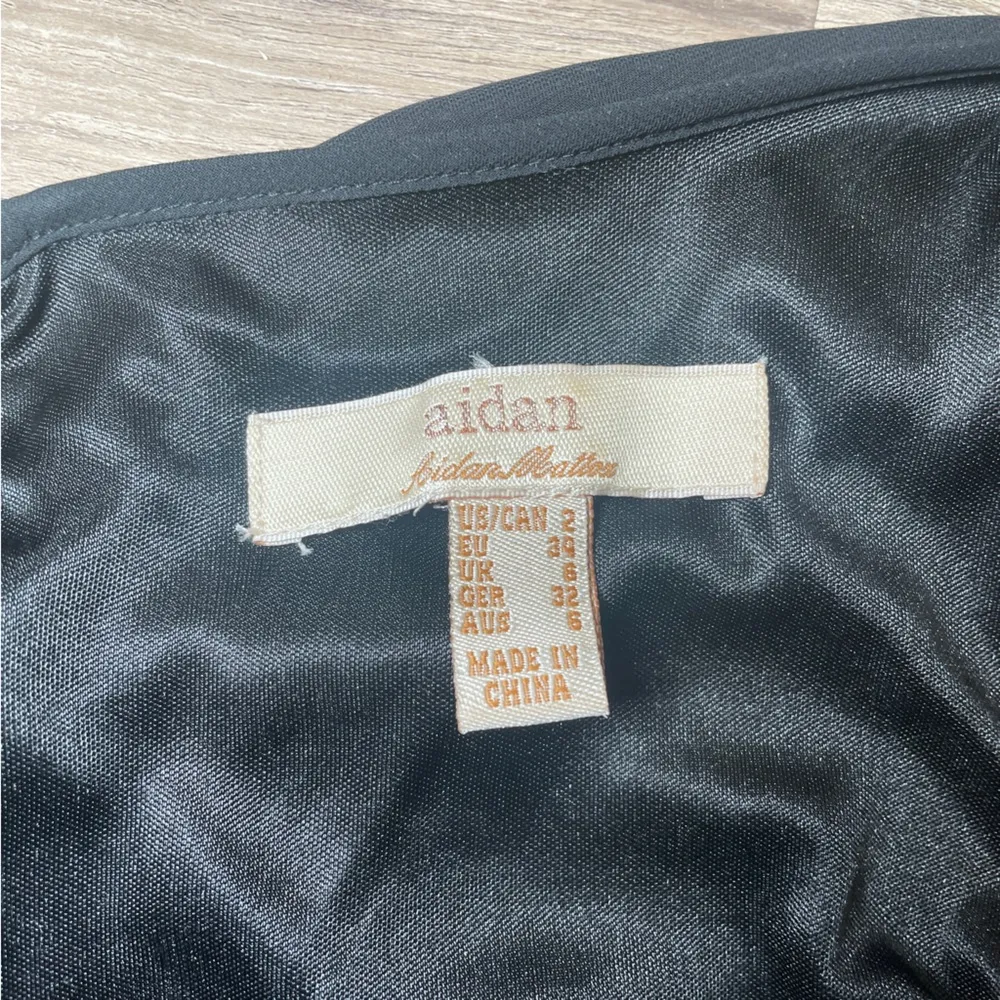 aidan
Aidan Mattox
US/CAN 2
EU 34
UK 6
GER 32
AUS 6
MADE IN
CHINA